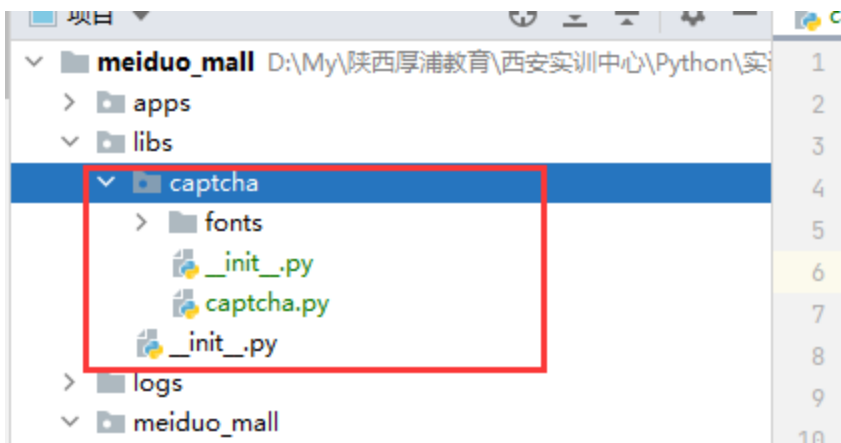 项目
meiduo_mall D:\My\陕西厚浦教育\西安实训中心\Python\实
apps
libs
captcha
fonts
__init__.py
captcha.py
__init__.py
logs
meiduo_mall
c
1
2
3
4
5
6
7
8
9
10